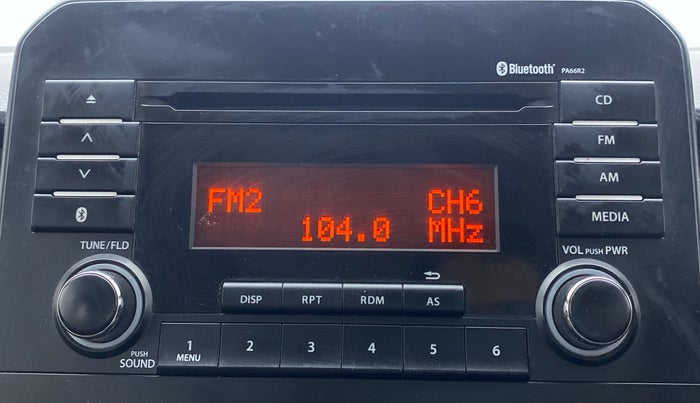 Bluetooth® PA66R2
CD
FM
AM
MEDIA
FM2 CH6
104.0 MHz
TUNE/FLD
VOL PUSH PWR
DISP RPT RDM AS
PUSH
SOUND
1 2 3 4 5 6
MENU